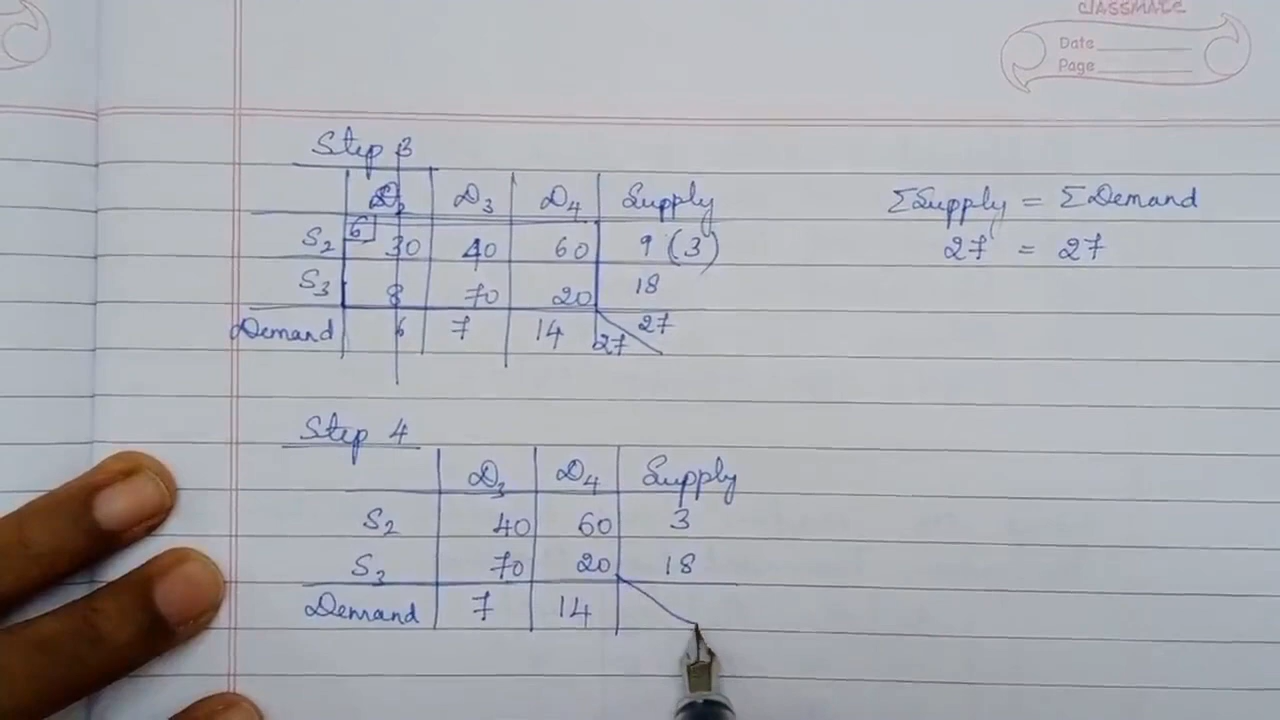 CLASSMATE
Date
Page
Step 3
D2 D3 D4 Supply
S2 6 30 40 60 9 (3)
S3 8 70 20 18
Demand 6 7 14 27 27
ΣSupply = ΣDemand
27 = 27
Step 4
D3 D4 Supply
S2 40 60 3
S3 70 20 18
Demand 7 14